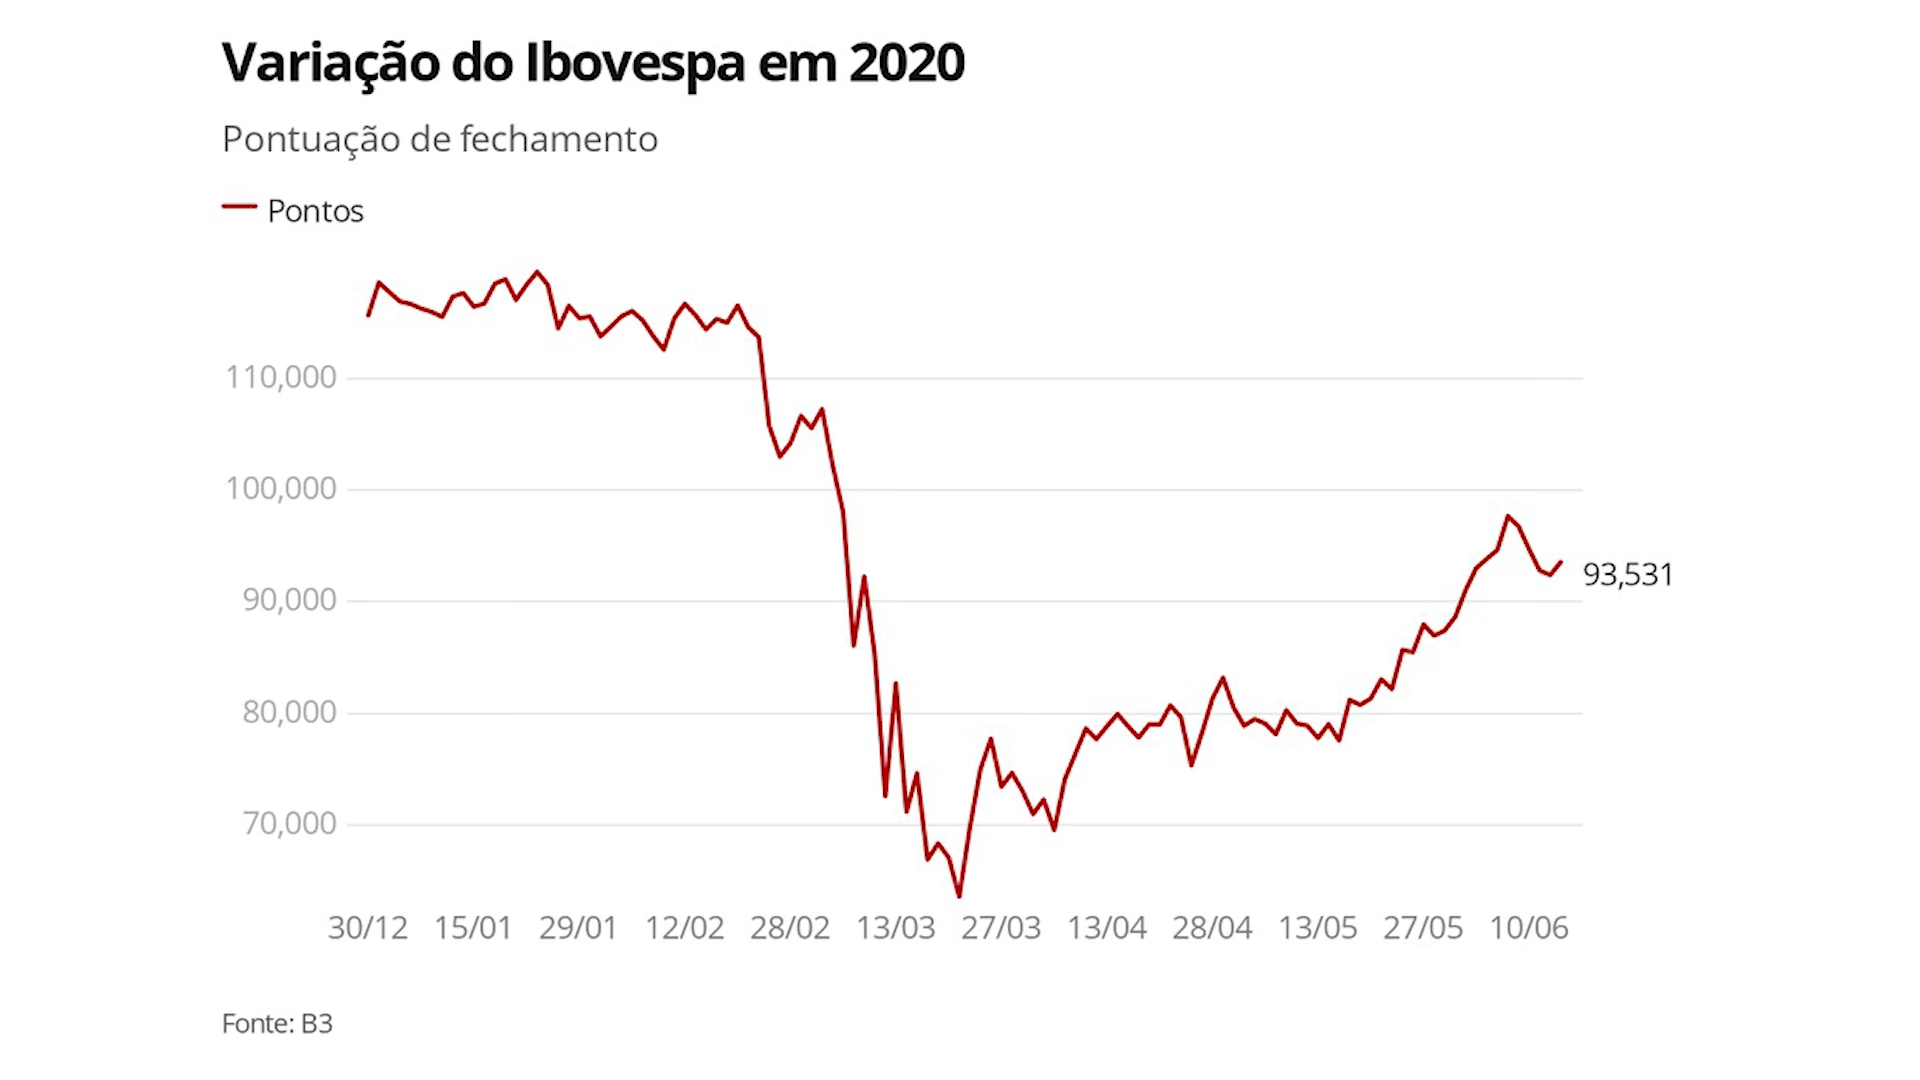 Variação do Ibovespa em 2020
Pontuação de fechamento
Pontos
110,000
100,000
90,000
93,531
80,000
70,000
30/12 15/01 29/01 12/02 28/02 13/03 27/03 13/04 28/04 13/05 27/05 10/06
Fonte: B3